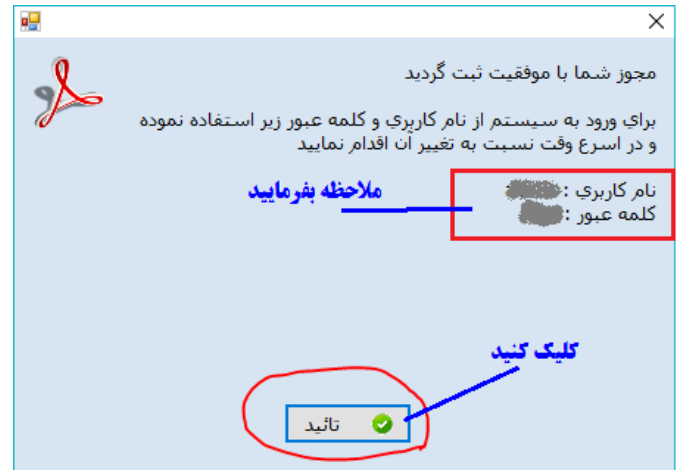 مجوز شما با موفقیت ثبت گردید
براي ورود به سیستم از نام کاربري و کلمه عبور زیر استفاده نموده
و در اسرع وقت نسبت به تغییر آن اقدام نمایید
نام کاربري :
کلمه عبور :
ملاحظه بفرمایید
کلیک کنید
تائید